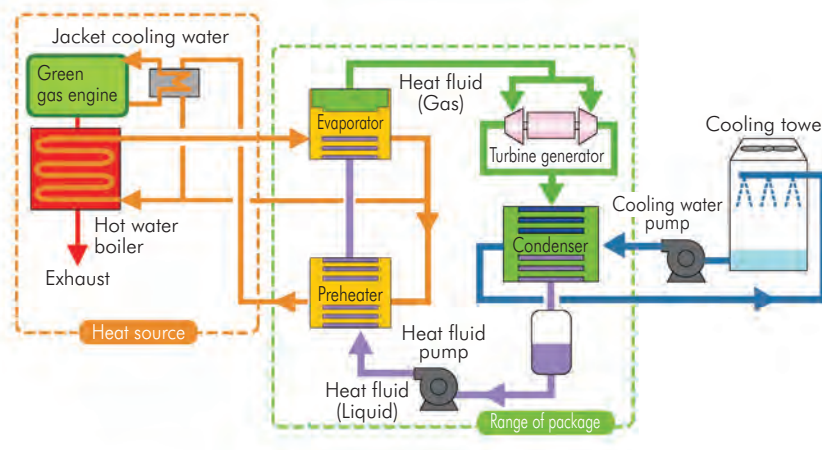 Jacket cooling water
Green
gas engine
Hot water
boiler
Exhaust
Heat source
Evaporator
Heat fluid
(Gas)
Turbine generator
Condenser
Preheater
Heat fluid
pump
Heat fluid
(Liquid)
Range of package
Cooling water
pump
Cooling towe